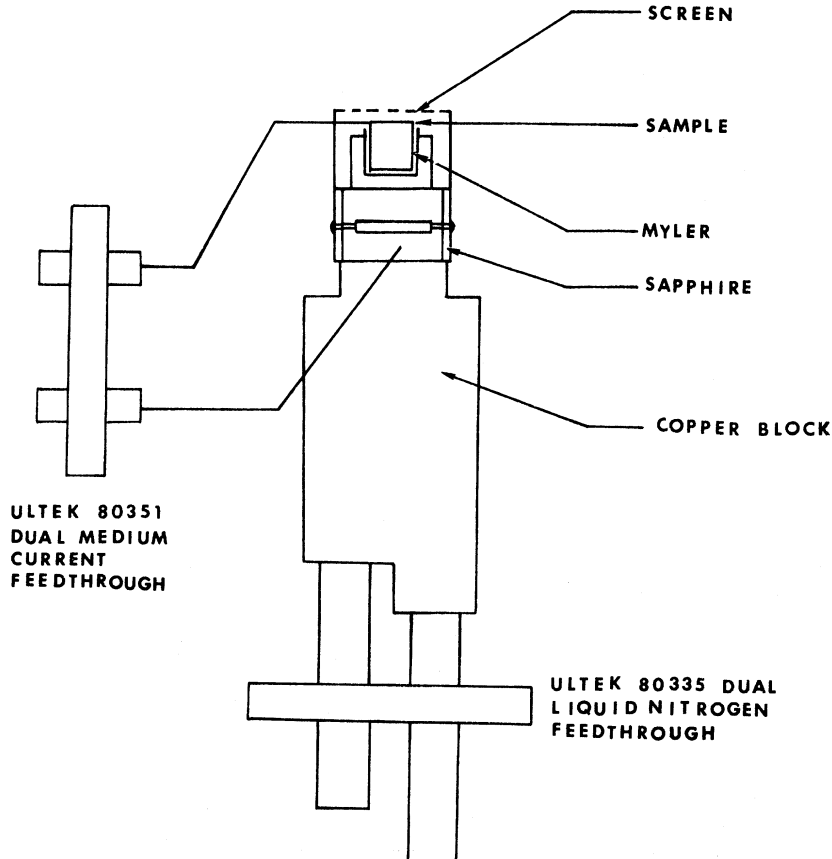 SCREEN
SAMPLE
MYLER
SAPPHIRE
COPPER BLOCK
ULTEK 80351
DUAL MEDIUM
CURRENT
FEEDTHROUGH
ULTEK 80335 DUAL
LIQUID NITROGEN
FEEDTHROUGH